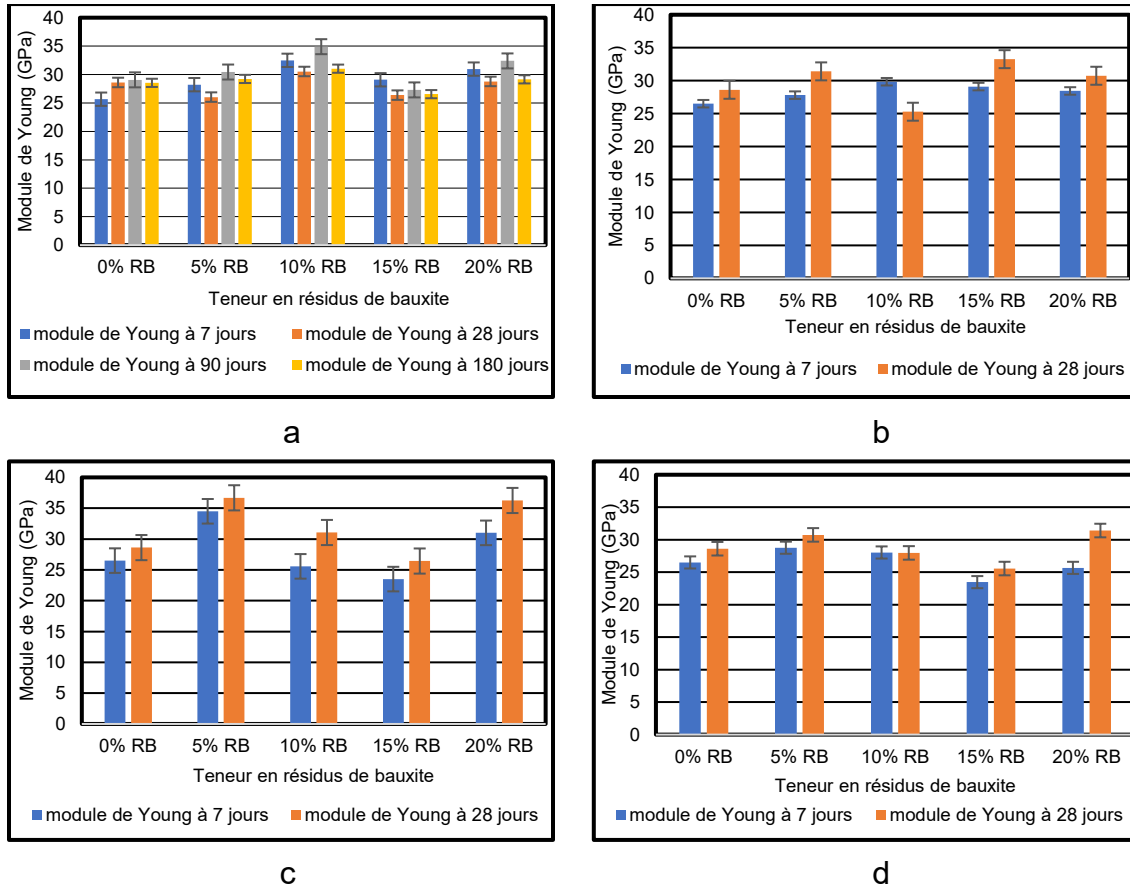 Module de Young (GPa)
40
35
30
25
20
15
10
5
0
0% RB 5% RB 10% RB 15% RB 20% RB
Teneur en résidus de bauxite
module de Young à 7 jours module de Young à 28 jours
module de Young à 90 jours module de Young à 180 jours
a
Module de Young (GPa)
40
35
30
25
20
15
10
5
0
0% RB 5% RB 10% RB 15% RB 20% RB
Teneur en résidus de bauxite
module de Young à 7 jours module de Young à 28 jours
b
Module de Young (GPa)
40
35
30
25
20
15
10
5
0
0% RB 5% RB 10% RB 15% RB 20% RB
Teneur en résidus de bauxite
module de Young à 7 jours module de Young à 28 jours
c
Module de Young (GPa)
40
35
30
25
20
15
10
5
0
0% RB 5% RB 10% RB 15% RB 20% RB
Teneur en résidus de bauxite
module de Young à 7 jours module de Young à 28 jours
d